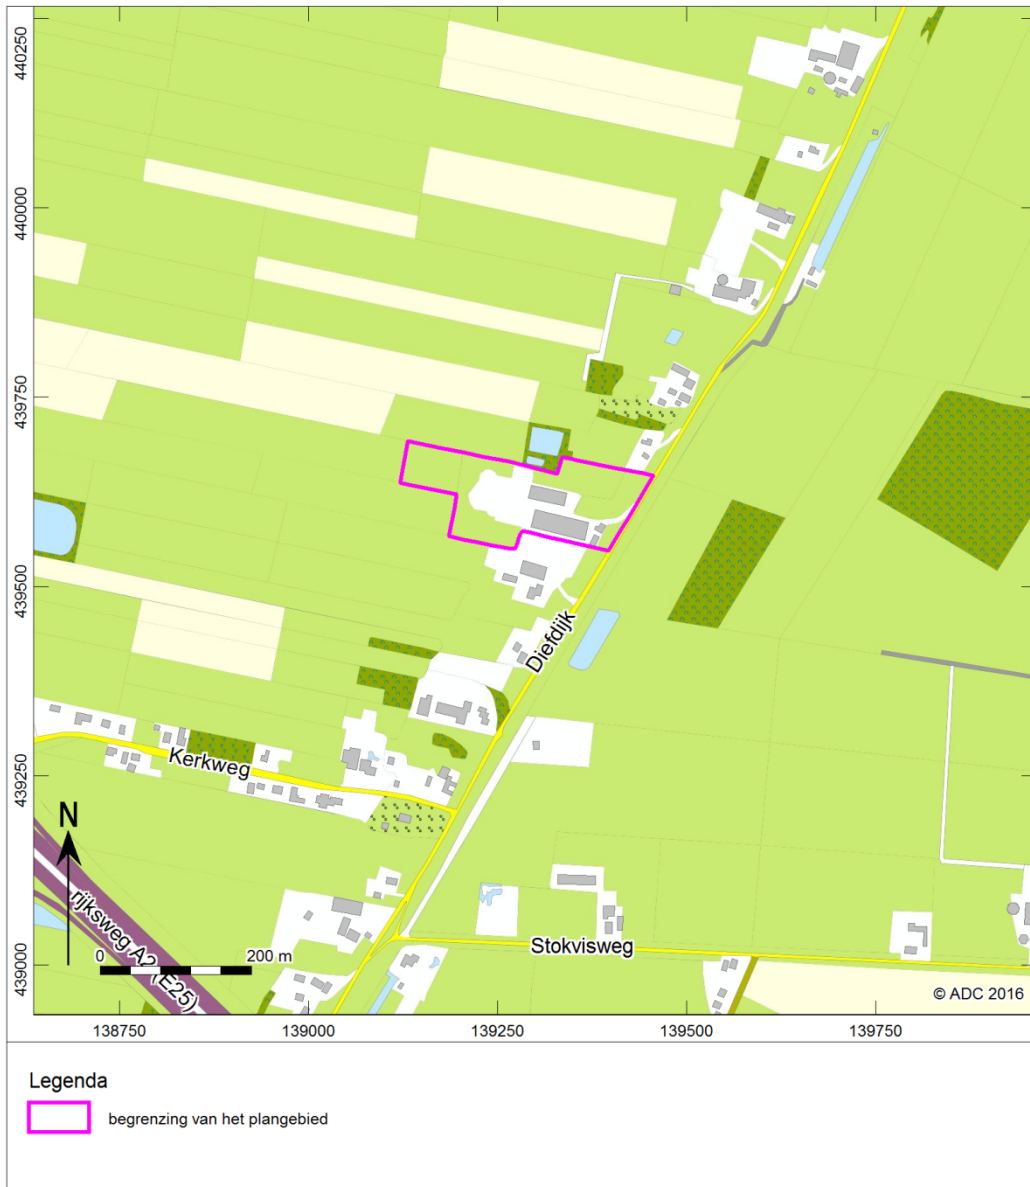 440250
440000
439750
439500
439250
439000
Diefdijk
Kerkweg
N
rijksweg A2 (E25)
0 200 m
Stokvisweg
© ADC 2016
138750 139000 139250 139500 139750
Legenda
begrenzing van het plangebied